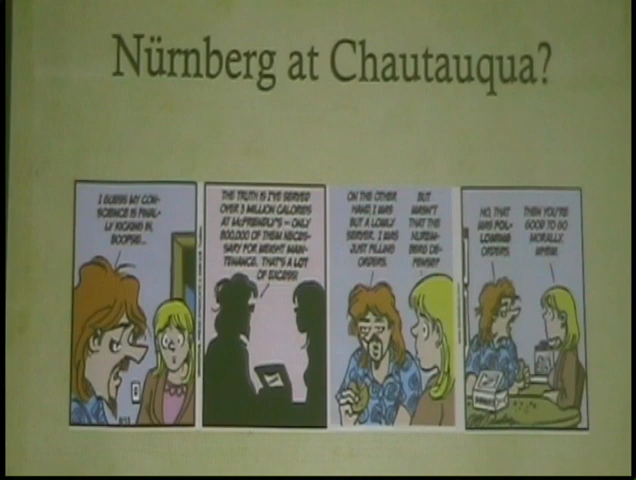 Nürnberg at Chautauqua?
I GUESS MY CON-
SCIENCE IS FINAL-
LY KICKING IN,
BOOPSIE...
THE TRUTH IS I'VE SERVED
OVER 3 MILLION CALORIES
AT McFRIENDLY'S – ONLY
800,000 OF THEM NECES-
SARY FOR WEIGHT MAIN-
TENANCE. THAT'S A LOT
OF EXCESS!
ON THE OTHER
HAND, I WAS
BUT A LOWLY
SERVER. I WAS
JUST FILLING
ORDERS.
BUT
WASN'T
THAT THE
NUREM-
BERG DE-
FENSE?
NO, THAT
WAS FOL-
LOWING
ORDERS.
THEN YOU'RE
GOOD TO GO
MORALLY.